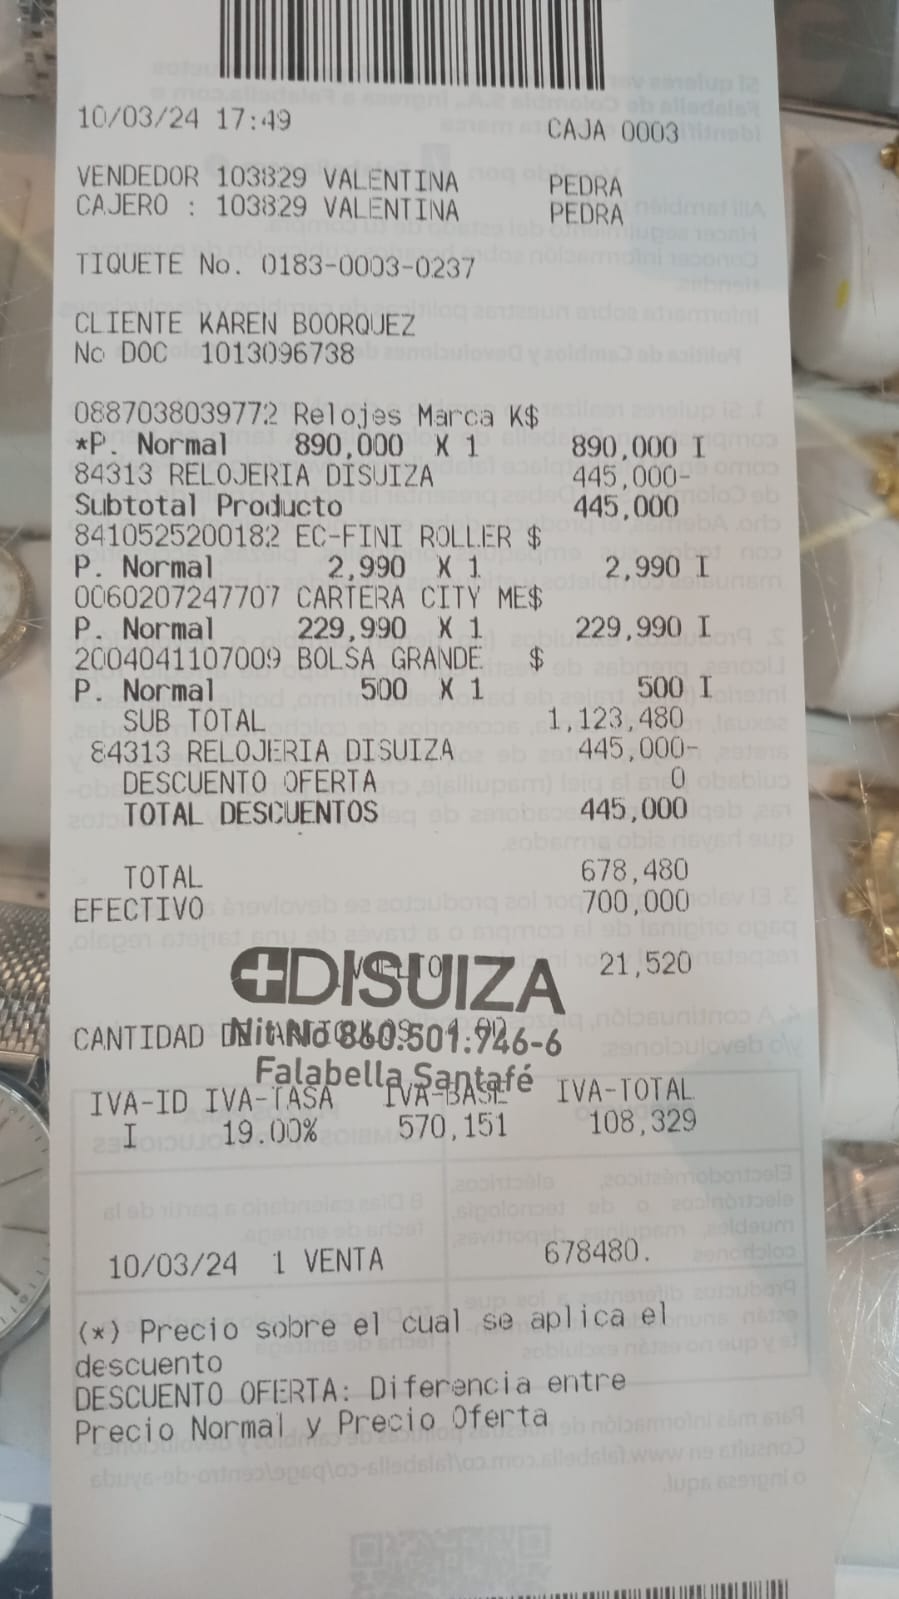 10/03/24 17:49 CAJA 0003
VENDEDOR 103829 VALENTINA PEDRA
CAJERO : 103829 VALENTINA PEDRA
TIQUETE No. 0183-0003-0237
CLIENTE KAREN BOORQUEZ
No DOC 1013096738
0887038039772 Relojes Marca K$
*P. Normal 890,000 X 1 890,000 I
84313 RELOJERIA DISUIZA 445,000-
Subtotal Producto 445,000
8410525200182 EC-FINI ROLLER $
P. Normal 2,990 X 1 2,990 I
0060207247707 CARTERA CITY ME$
P. Normal 229,990 X 1 229,990 I
2004041107009 BOLSA GRANDE $
P. Normal 500 X 1 500 I
SUB TOTAL 1,123,480
84313 RELOJERIA DISUIZA 445,000-
DESCUENTO OFERTA 0
TOTAL DESCUENTOS 445,000
TOTAL 678,480
EFECTIVO 700,000
21,520
DISUIZA
CANTIDAD
Nit No 860.501.946-6
Falabella Santafé
IVA-ID IVA-TASA IVA-BASE IVA-TOTAL
I 19.00% 570,151 108,329
10/03/24 1 VENTA 678480.
(*) Precio sobre el cual se aplica el
descuento
DESCUENTO OFERTA: Diferencia entre
Precio Normal y Precio Oferta